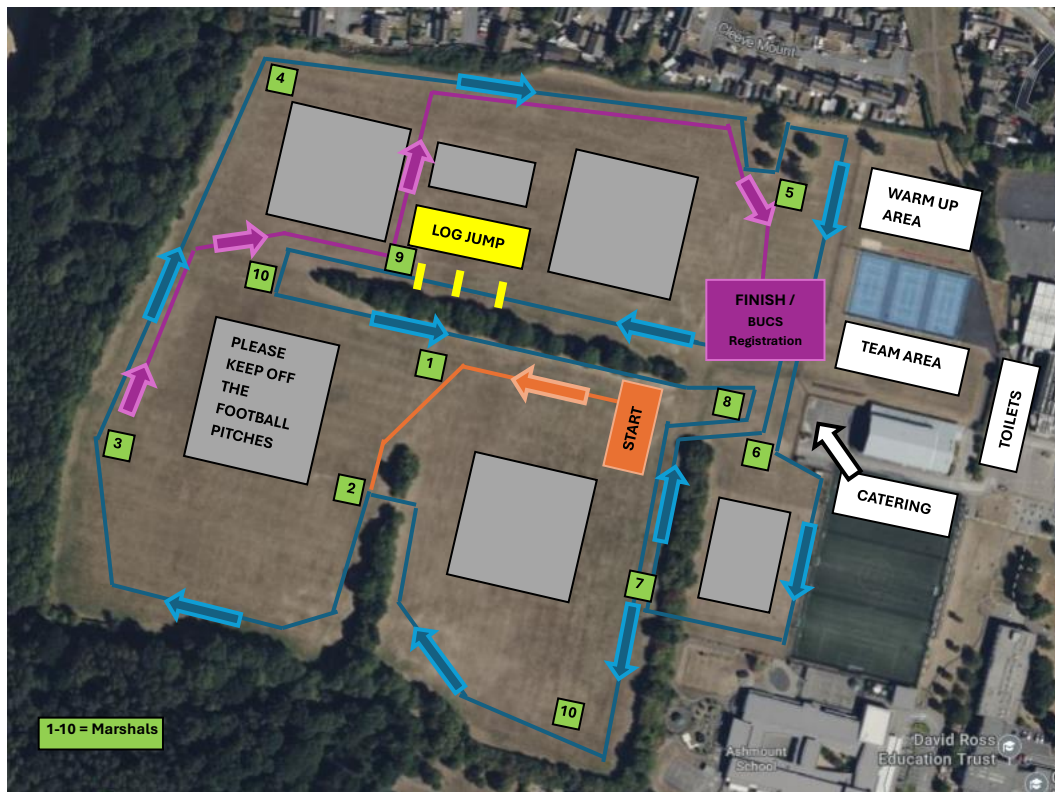 Cleeve Mount
4
5
WARM UP
AREA
LOG JUMP
9
10
FINISH /
BUCS
Registration
PLEASE
KEEP OFF
THE
FOOTBALL
PITCHES
1
TEAM AREA
TOILETS
START
8
3
6
2
CATERING
7
10
1-10 = Marshals
David Ross
Education Trust
Ashmount
School